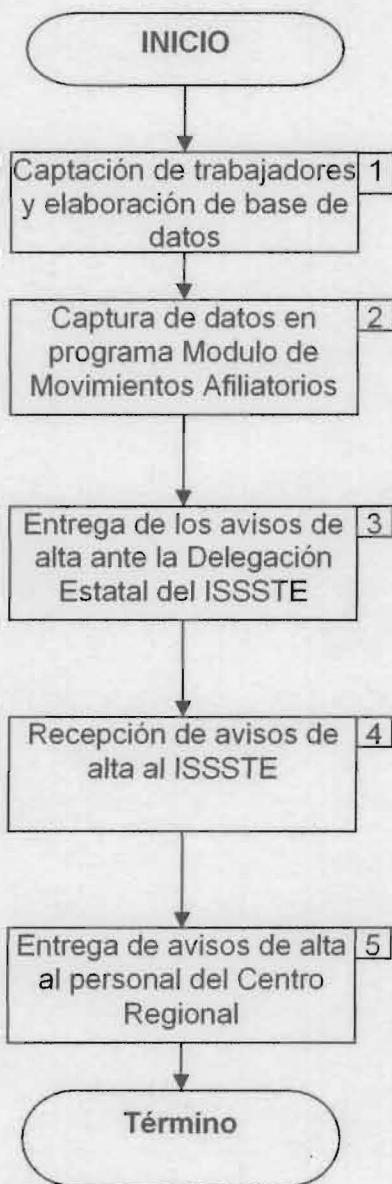 INICIO
Captación de trabajadores 1
y elaboración de base de
datos
Captura de datos en 2
programa Modulo de
Movimientos Afiliatorios
Entrega de los avisos de 3
alta ante la Delegación
Estatal del ISSSTE
Recepción de avisos de 4
alta al ISSSTE
Entrega de avisos de alta 5
al personal del Centro
Regional
Término